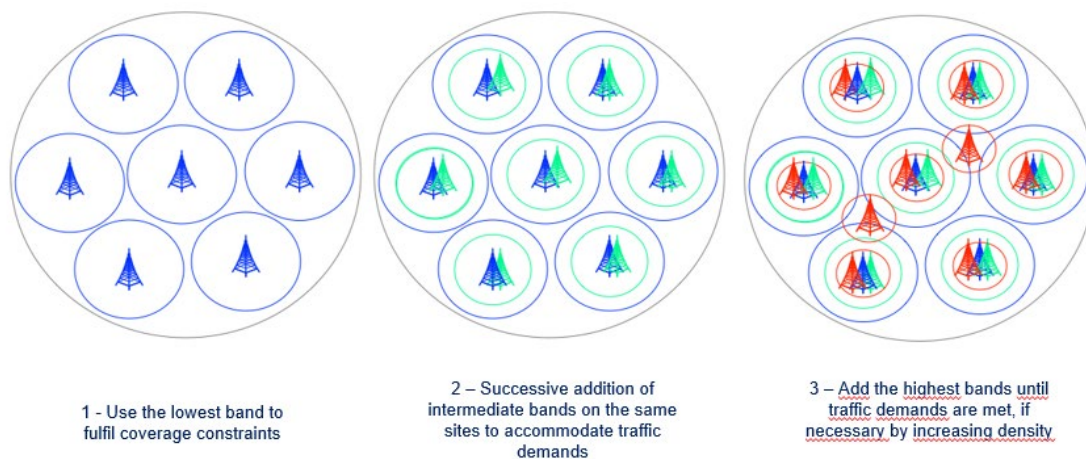 1 - Use the lowest band to
fulfil coverage constraints
2 – Successive addition of
intermediate bands on the same
sites to accommodate traffic
demands
3 – Add the highest bands until
traffic demands are met, if
necessary by increasing density